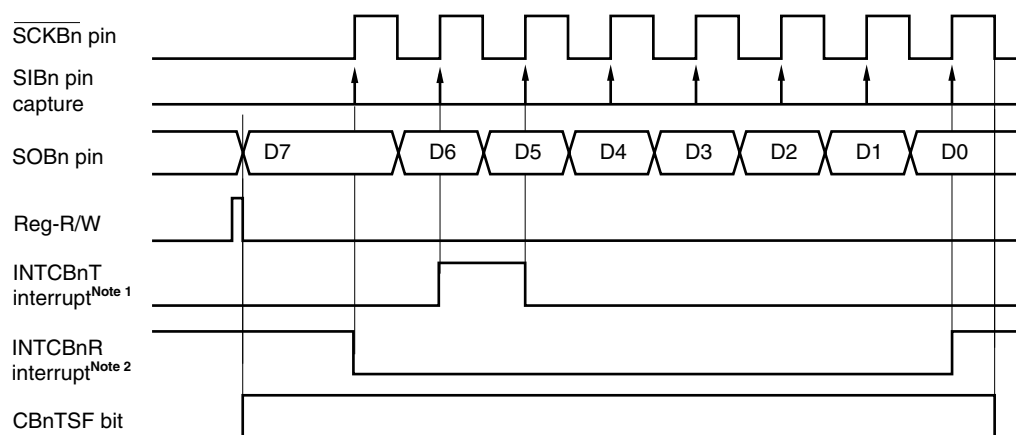 SCKBn pin
SIBn pin
capture
SOBn pin
D7 D6 D5 D4 D3 D2 D1 D0
Reg-R/W
INTCBnT
interruptNote 1
INTCBnR
interruptNote 2
CBnTSF bit